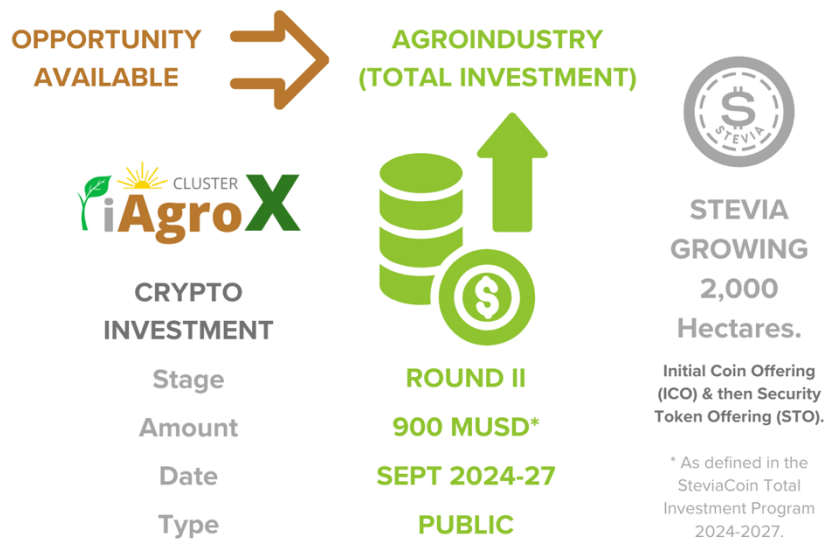 OPPORTUNITY
AVAILABLE
AGROINDUSTRY
(TOTAL INVESTMENT)
$
STEVIA
CLUSTER
iAgroX
$
STEVIA
GROWING
2,000
Hectares.
CRYPTO
INVESTMENT
Initial Coin Offering
(ICO) & then Security
Token Offering (STO).
Stage
ROUND II
Amount
900 MUSD*
Date
SEPT 2024-27
Type
PUBLIC
* As defined in the
SteviaCoin Total
Investment Program
2024-2027.